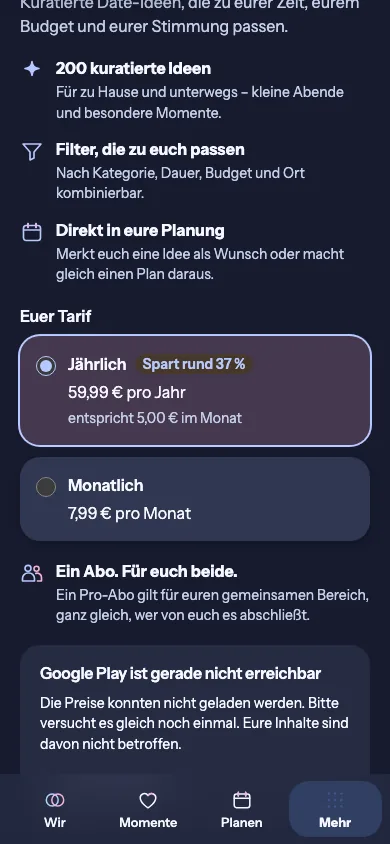 Kuratierte Date-Ideen, die zu eurer Zeit, eurem
Budget und eurer Stimmung passen.
200 kuratierte Ideen
Für zu Hause und unterwegs – kleine Abende
und besondere Momente.
Filter, die zu euch passen
Nach Kategorie, Dauer, Budget und Ort
kombinierbar.
Direkt in eure Planung
Merkt euch eine Idee als Wunsch oder macht
gleich einen Plan daraus.
Euer Tarif
Jährlich Spart rund 37 %
59,99 € pro Jahr
entspricht 5,00 € im Monat
Monatlich
7,99 € pro Monat
Ein Abo. Für euch beide.
Ein Pro-Abo gilt für euren gemeinsamen Bereich,
ganz gleich, wer von euch es abschließt.
Google Play ist gerade nicht erreichbar
Die Preise konnten nicht geladen werden. Bitte
versucht es gleich noch einmal. Eure Inhalte sind
davon nicht betroffen.
Wir Momente Planen Mehr